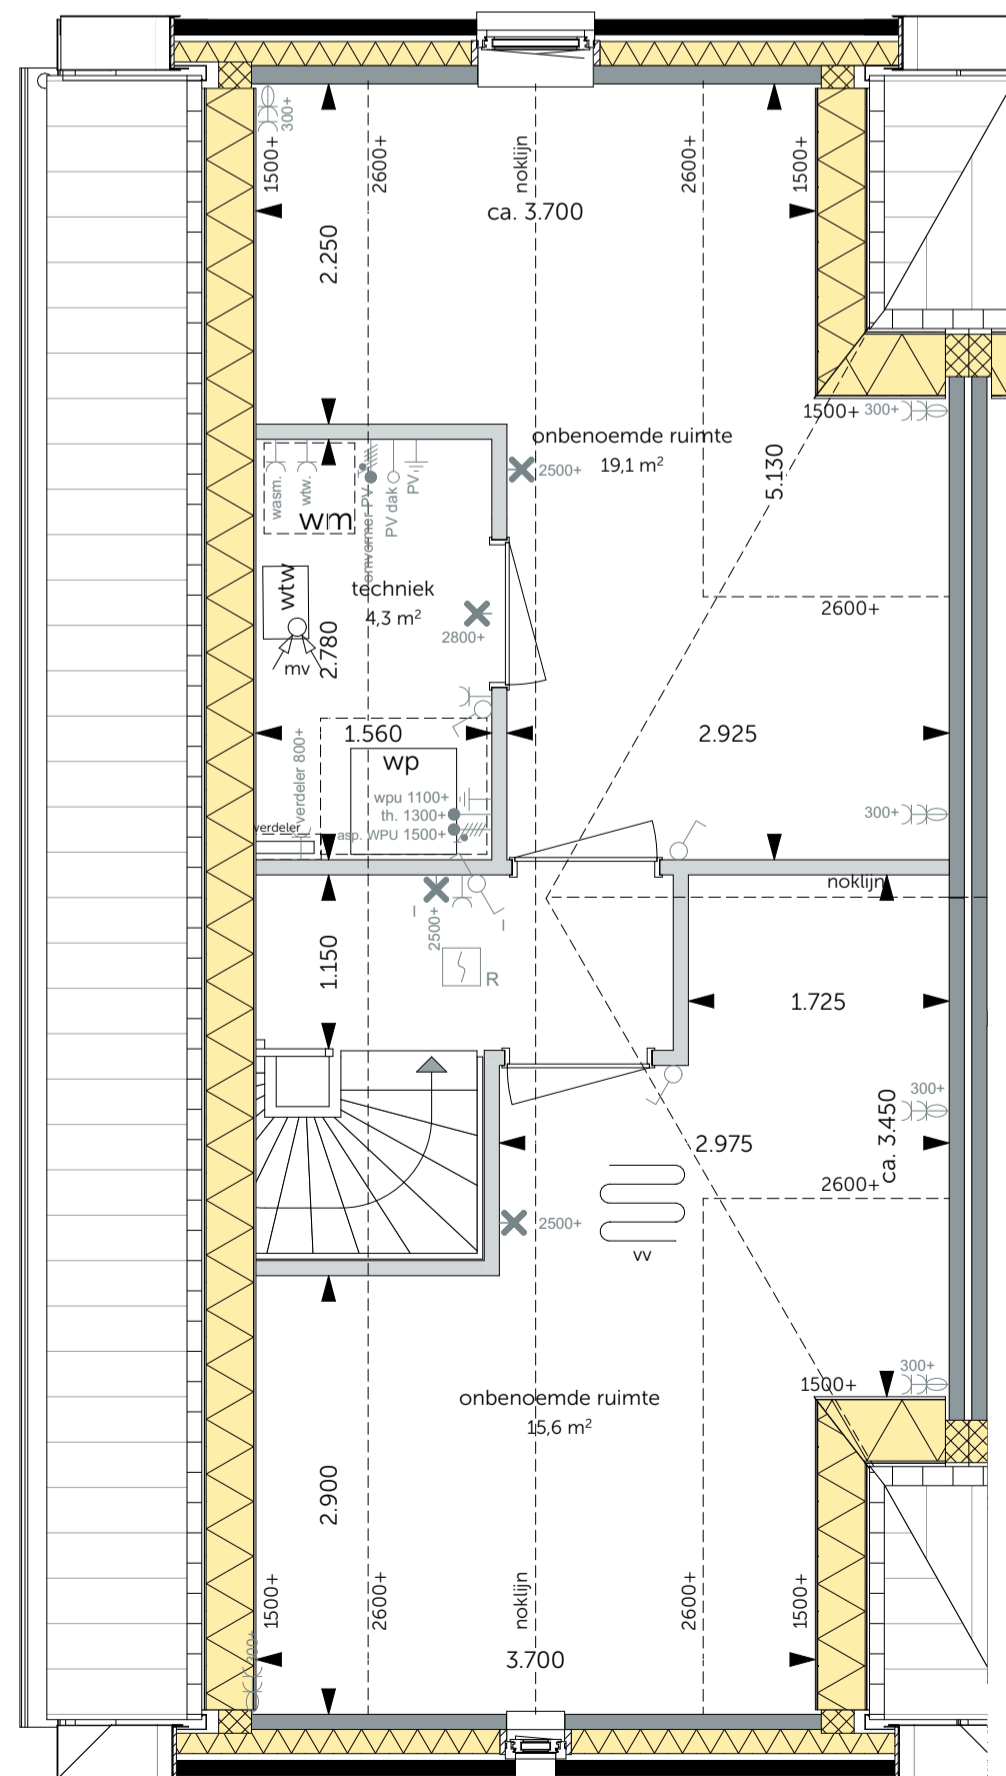 300+
1500+
2600+
noklijn
2600+
1500+
ca. 3.700
2.250
1500+ 300+
onbenoemde ruimte
19,1 m²
2500+
5.130
wasm.
wtw.
omvormer PV
PV dak
PV
wm
techniek
4,3 m²
wtw
2600+
2800+
2.780
mv
1.560
2.925
verdeler 800+
wp
wpu 1100+
th. 1300+
asp. WPU 1500+
verdeler
300+
noklijn
2500+
1.150
R
1.725
300+
ca. 3.450
2.975
2600+
2500+
vv
300+
1500+
onbenoemde ruimte
15,6 m²
2.900
1500+
2600+
noklijn
2600+
1500+
300+
3.700